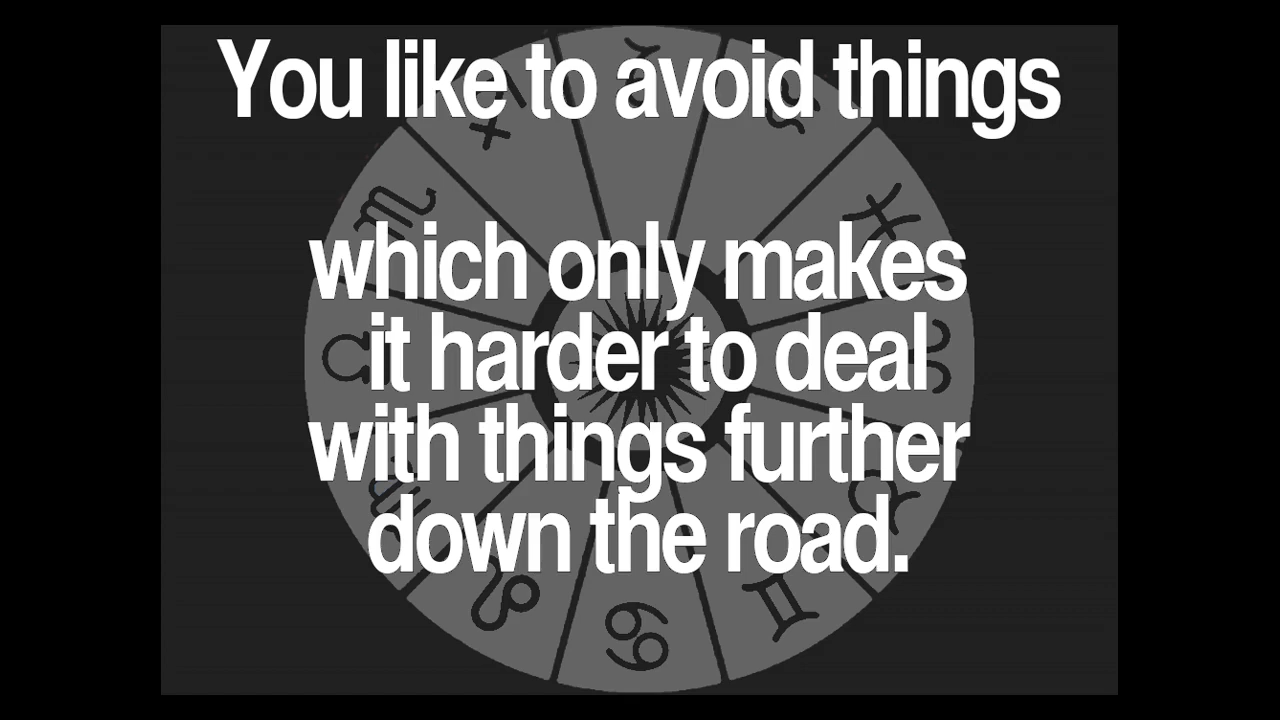 You like to avoid things
which only makes
it harder to deal
with things further
down the road.